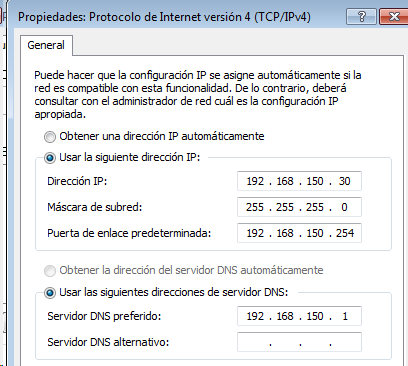 Propiedades: Protocolo de Internet versión 4 (TCP/IPv4)
General
Puede hacer que la configuración IP se asigne automáticamente si la
red es compatible con esta funcionalidad. De lo contrario, deberá
consultar con el administrador de red cuál es la configuración IP
apropiada.
Obtener una dirección IP automáticamente
Usar la siguiente dirección IP:
Dirección IP: 192 . 168 . 150 . 30
Máscara de subred: 255 . 255 . 255 . 0
Puerta de enlace predeterminada: 192 . 168 . 150 . 254
Obtener la dirección del servidor DNS automáticamente
Usar las siguientes direcciones de servidor DNS:
Servidor DNS preferido: 192 . 168 . 150 . 1
Servidor DNS alternativo: . . .